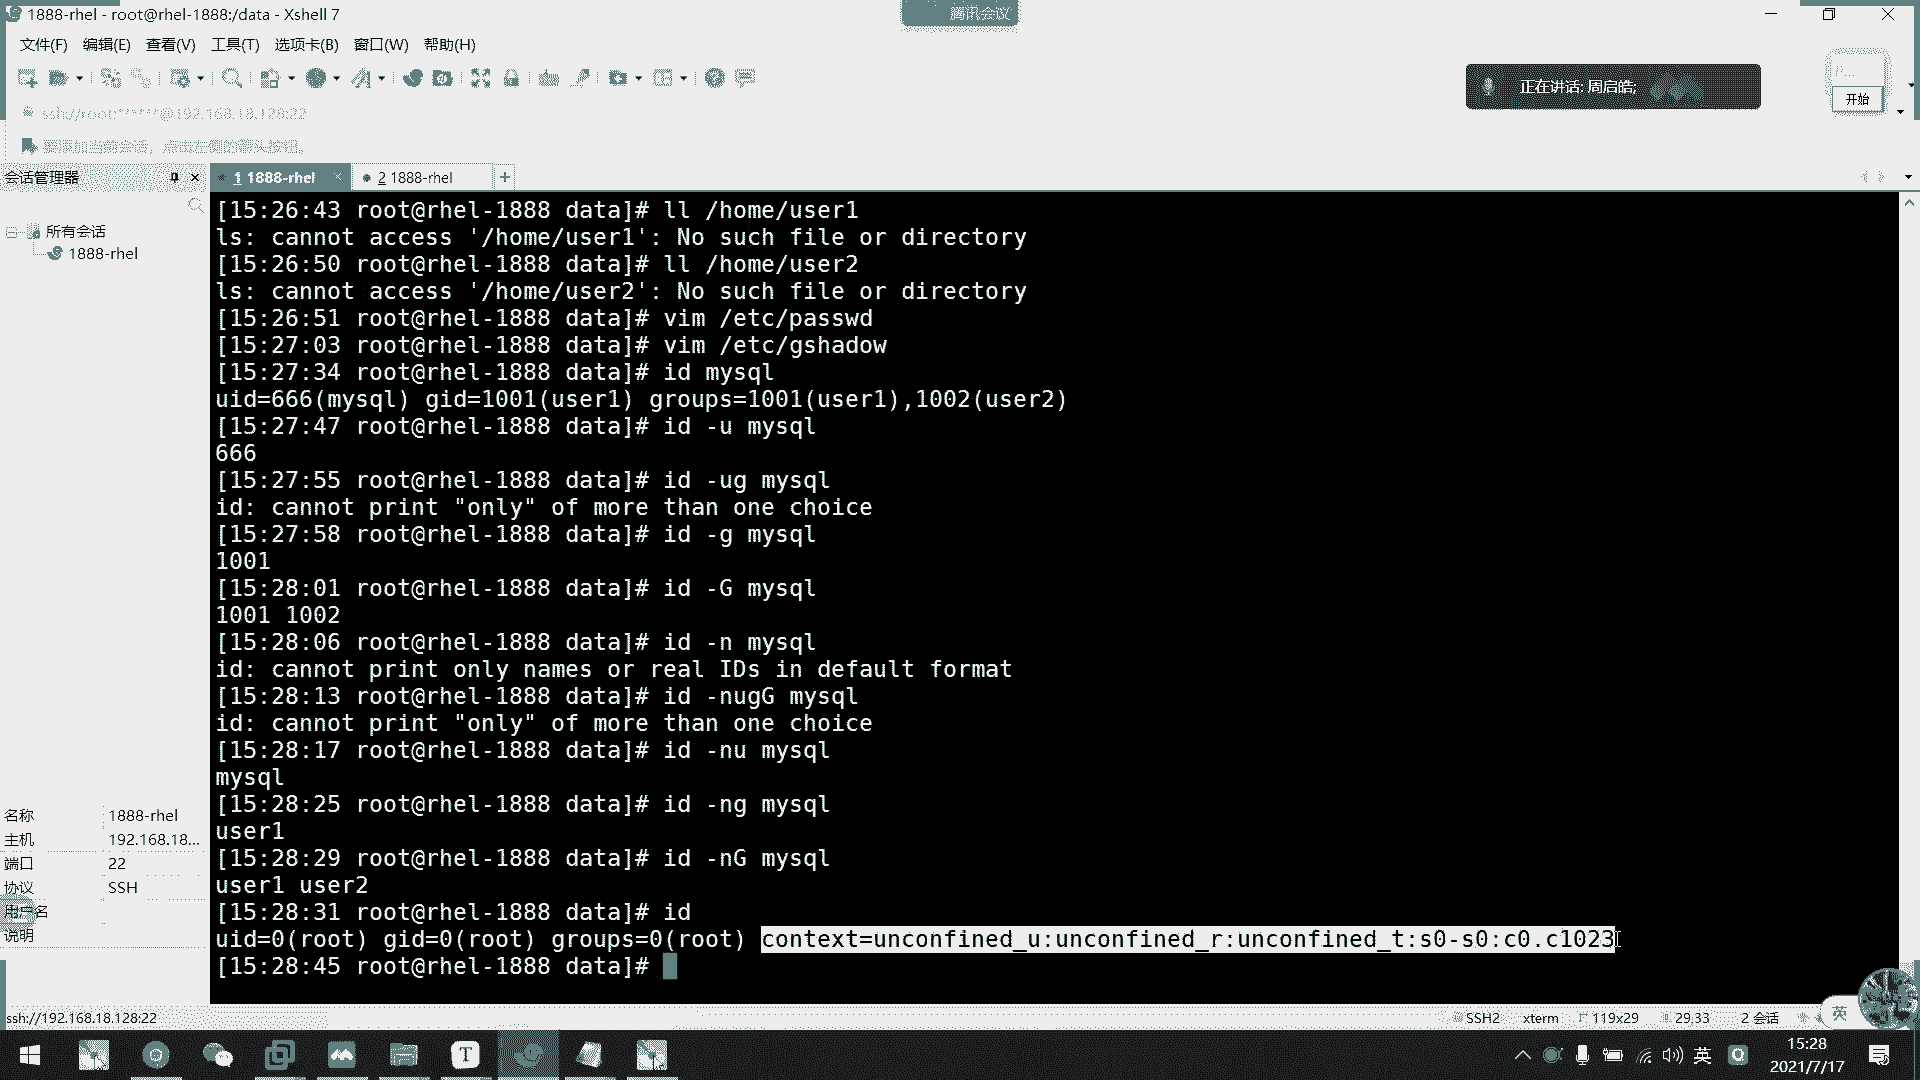 1888-rhel - root@rhel-1888:/data - Xshell 7
腾讯会议
文件(F) 编辑(E) 查看(V) 工具(T) 选项卡(B) 窗口(W) 帮助(H)
正在讲话: 周启皓;
开始
ssh://root:*****@192.168.18.128:22
要添加当前会话，点击左侧的箭头按钮。
会话管理器
1 1888-rhel
2 1888-rhel
所有会话
1888-rhel
[15:26:43 root@rhel-1888 data]# ll /home/user1
ls: cannot access '/home/user1': No such file or directory
[15:26:50 root@rhel-1888 data]# ll /home/user2
ls: cannot access '/home/user2': No such file or directory
[15:26:51 root@rhel-1888 data]# vim /etc/passwd
[15:27:03 root@rhel-1888 data]# vim /etc/gshadow
[15:27:34 root@rhel-1888 data]# id mysql
uid=666(mysql) gid=1001(user1) groups=1001(user1),1002(user2)
[15:27:47 root@rhel-1888 data]# id -u mysql
666
[15:27:55 root@rhel-1888 data]# id -ug mysql
id: cannot print "only" of more than one choice
[15:27:58 root@rhel-1888 data]# id -g mysql
1001
[15:28:01 root@rhel-1888 data]# id -G mysql
1001 1002
[15:28:06 root@rhel-1888 data]# id -n mysql
id: cannot print only names or real IDs in default format
[15:28:13 root@rhel-1888 data]# id -nugG mysql
id: cannot print "only" of more than one choice
[15:28:17 root@rhel-1888 data]# id -nu mysql
mysql
[15:28:25 root@rhel-1888 data]# id -ng mysql
user1
[15:28:29 root@rhel-1888 data]# id -nG mysql
user1 user2
[15:28:31 root@rhel-1888 data]# id
uid=0(root) gid=0(root) groups=0(root) context=unconfined_u:unconfined_r:unconfined_t:s0-s0:c0.c1023
[15:28:45 root@rhel-1888 data]#
名称 1888-rhel
主机 192.168.18...
端口 22
协议 SSH
用户名
说明
ssh://192.168.18.128:22
SSH2 xterm 119x29 29,33 2 会话
英
英
15:28
2021/7/17